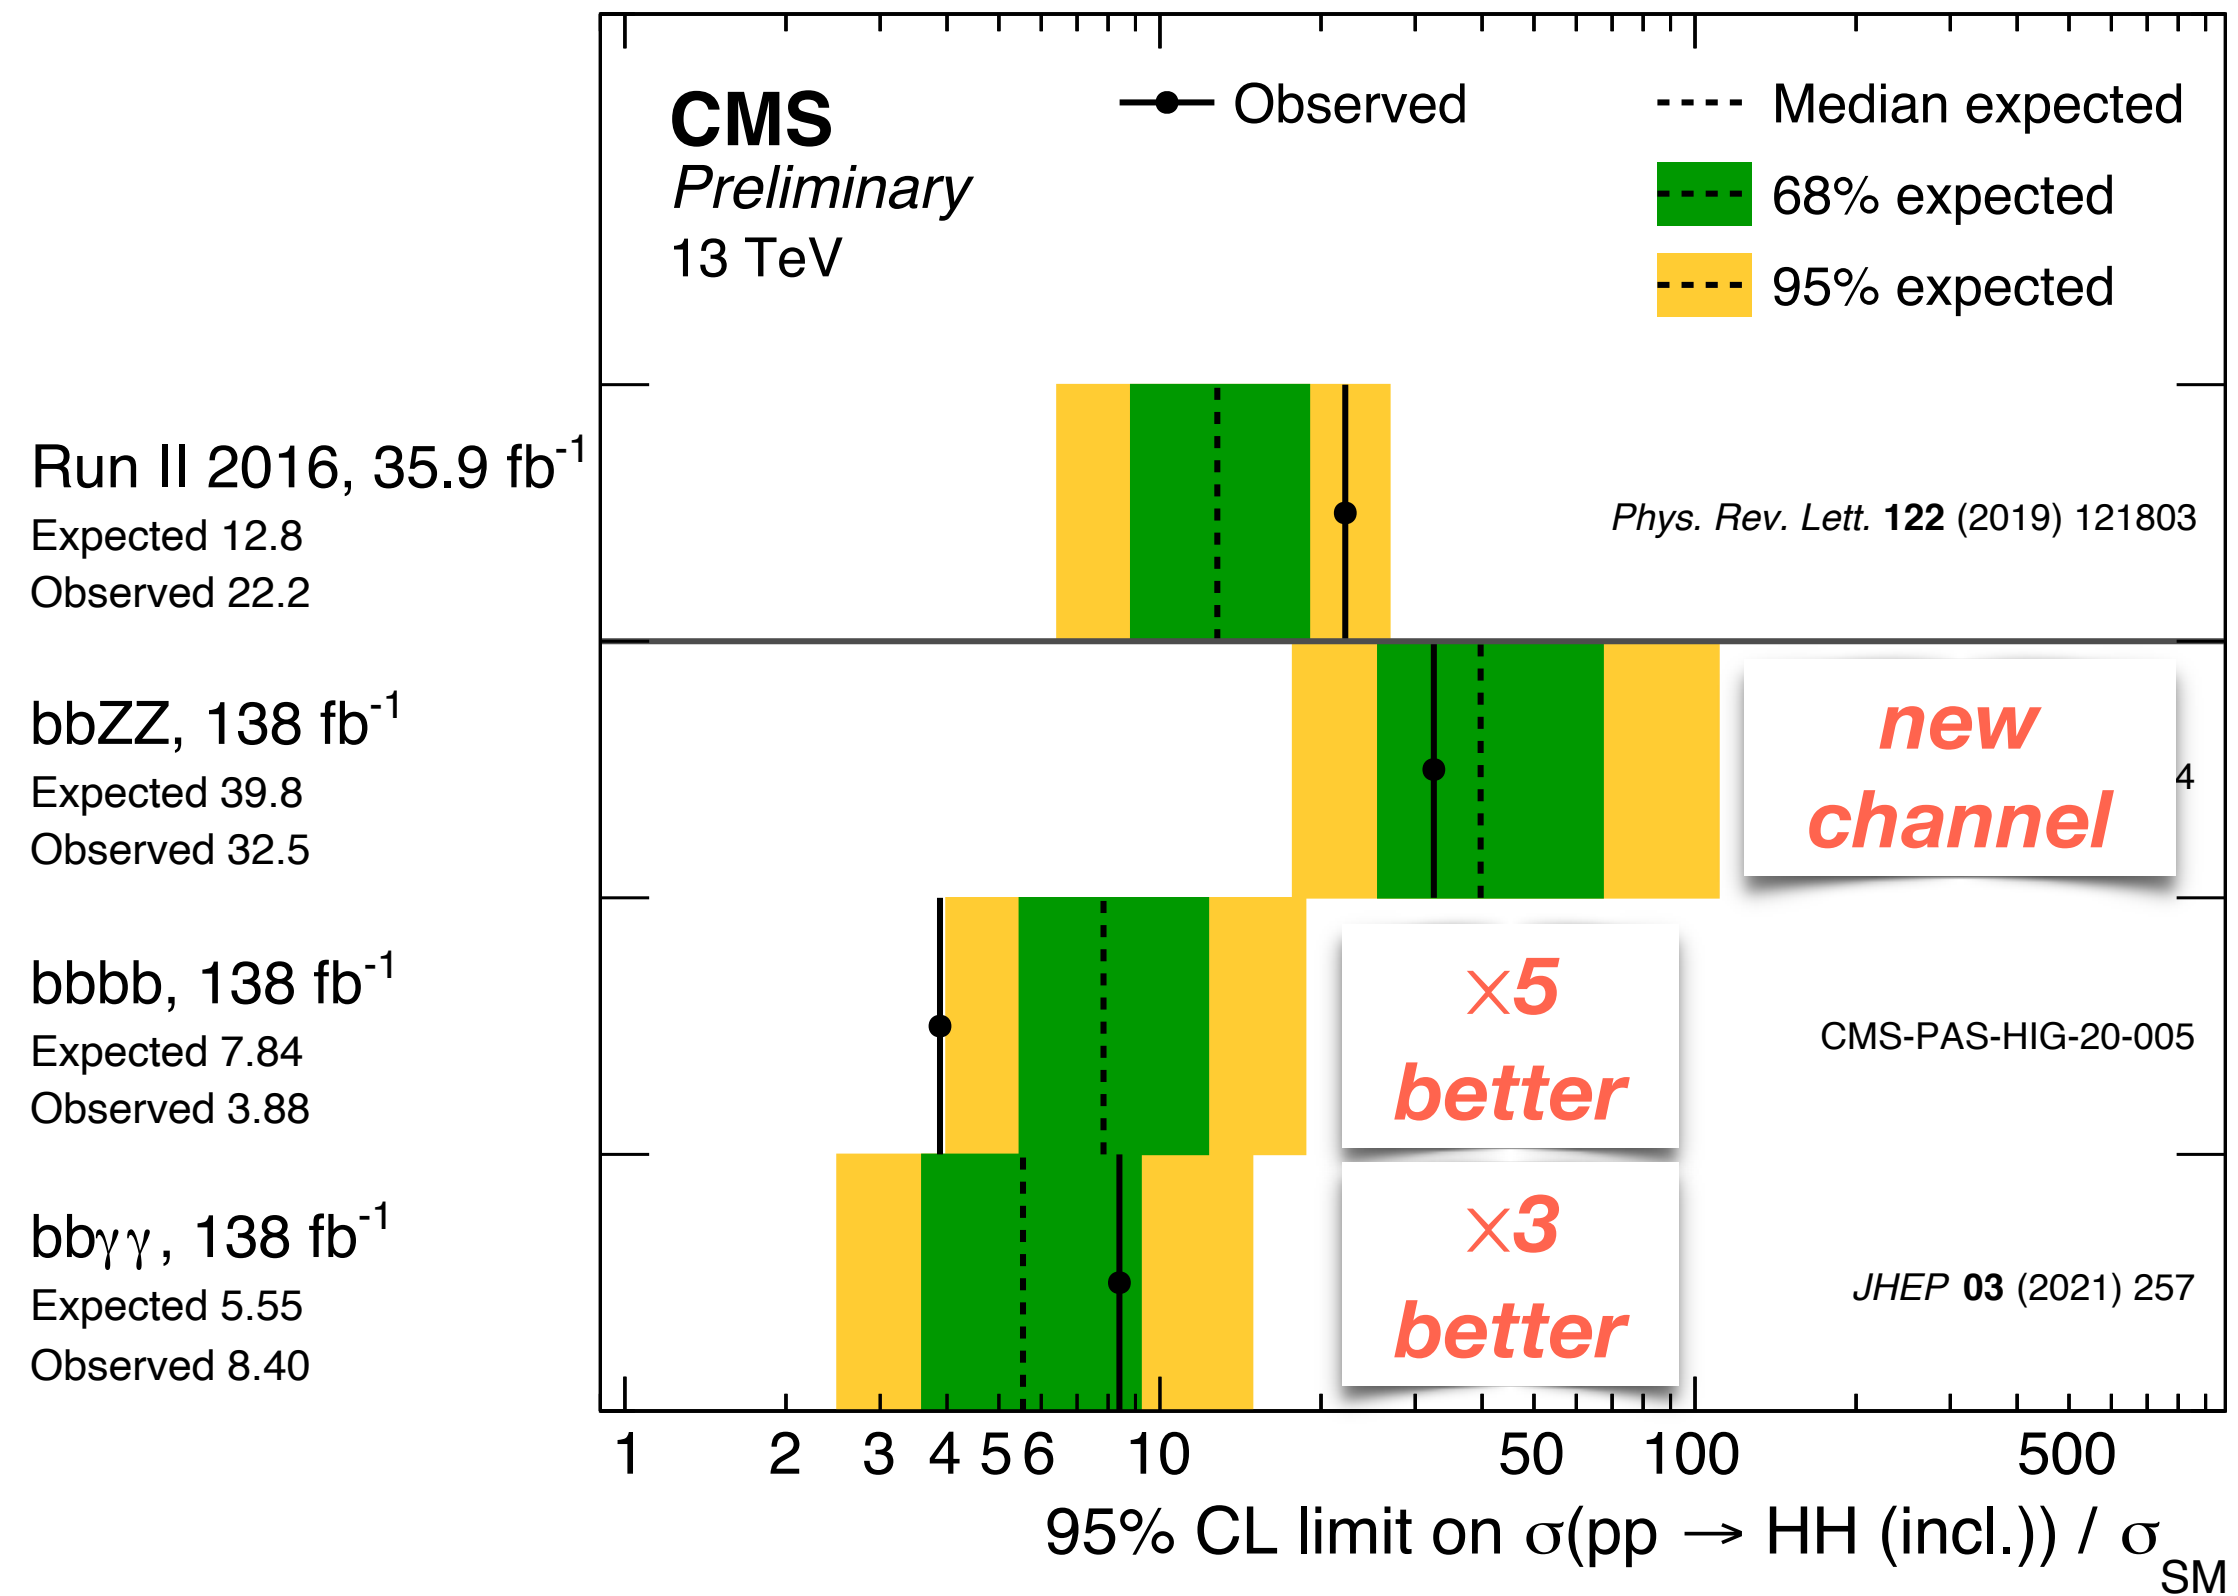 CMS
Preliminary
13 TeV
Observed
Median expected
68% expected
95% expected
Run II 2016, 35.9 fb⁻¹
Expected 12.8
Observed 22.2
Phys. Rev. Lett. 122 (2019) 121803
bbZZ, 138 fb⁻¹
Expected 39.8
Observed 32.5
new
channel
4
bbbb, 138 fb⁻¹
Expected 7.84
Observed 3.88
×5
better
CMS-PAS-HIG-20-005
bbγγ, 138 fb⁻¹
Expected 5.55
Observed 8.40
×3
better
JHEP 03 (2021) 257
1 2 3 4 5 6 10 50 100 500
95% CL limit on σ(pp → HH (incl.)) / σ_SM